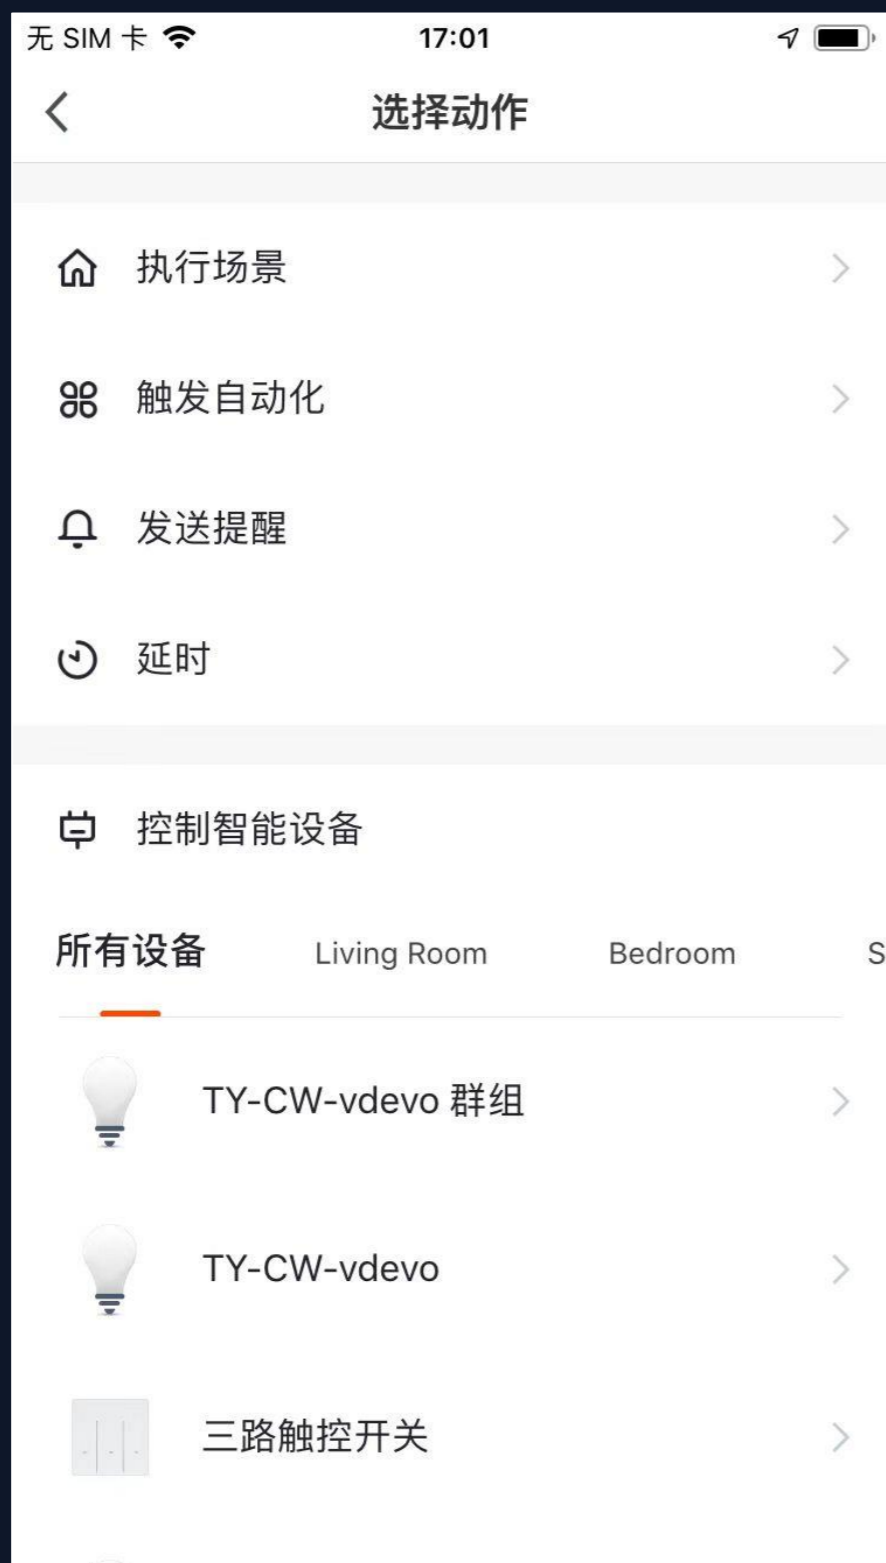 无 SIM 卡
17:01
选择动作
执行场景
触发自动化
发送提醒
延时
控制智能设备
所有设备 Living Room Bedroom S
TY-CW-vdevo 群组
TY-CW-vdevo
三路触控开关